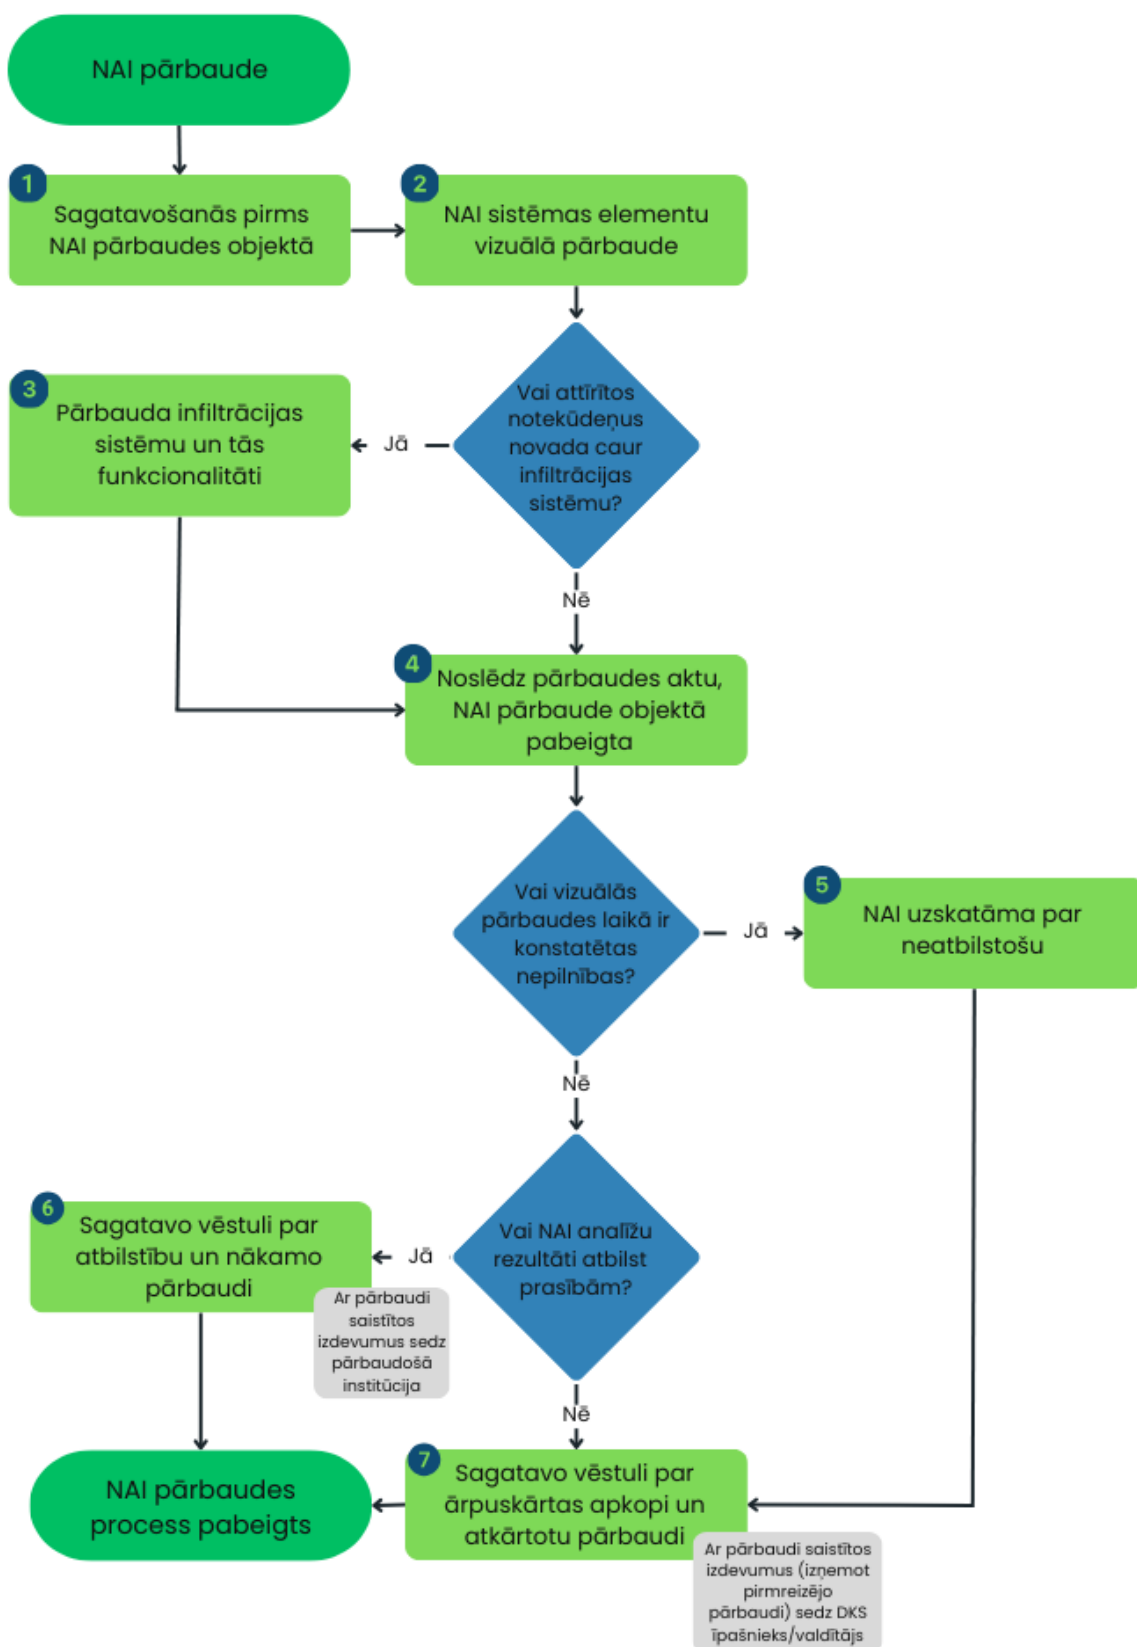 NAI pārbaude
1
Sagatavošanās pirms
NAI pārbaudes objektā
2
NAI sistēmas elementu
vizuālā pārbaude
Vai attīrītos
notekūdeņus
novada caur
infiltrācijas
sistēmu?
Jā
3
Pārbauda infiltrācijas
sistēmu un tās
funkcionalitāti
Nē
4
Noslēdz pārbaudes aktu,
NAI pārbaude objektā
pabeigta
Vai vizuālās
pārbaudes laikā ir
konstatētas
nepilnības?
Jā
5
NAI uzskatāma par
neatbilstošu
Nē
Vai NAI analīžu
rezultāti atbilst
prasībām?
Jā
6
Sagatavo vēstuli par
atbilstību un nākamo
pārbaudi
Ar pārbaudi
saistītos
izdevumus sedz
pārbaudošā
institūcija
Nē
7
Sagatavo vēstuli par
ārpuskārtas apkopi un
atkārtotu pārbaudi
Ar pārbaudi saistītos
izdevumus (izņemot
pirmreizējo
pārbaudi) sedz DKS
īpašnieks/valdītājs
NAI pārbaudes
process pabeigts